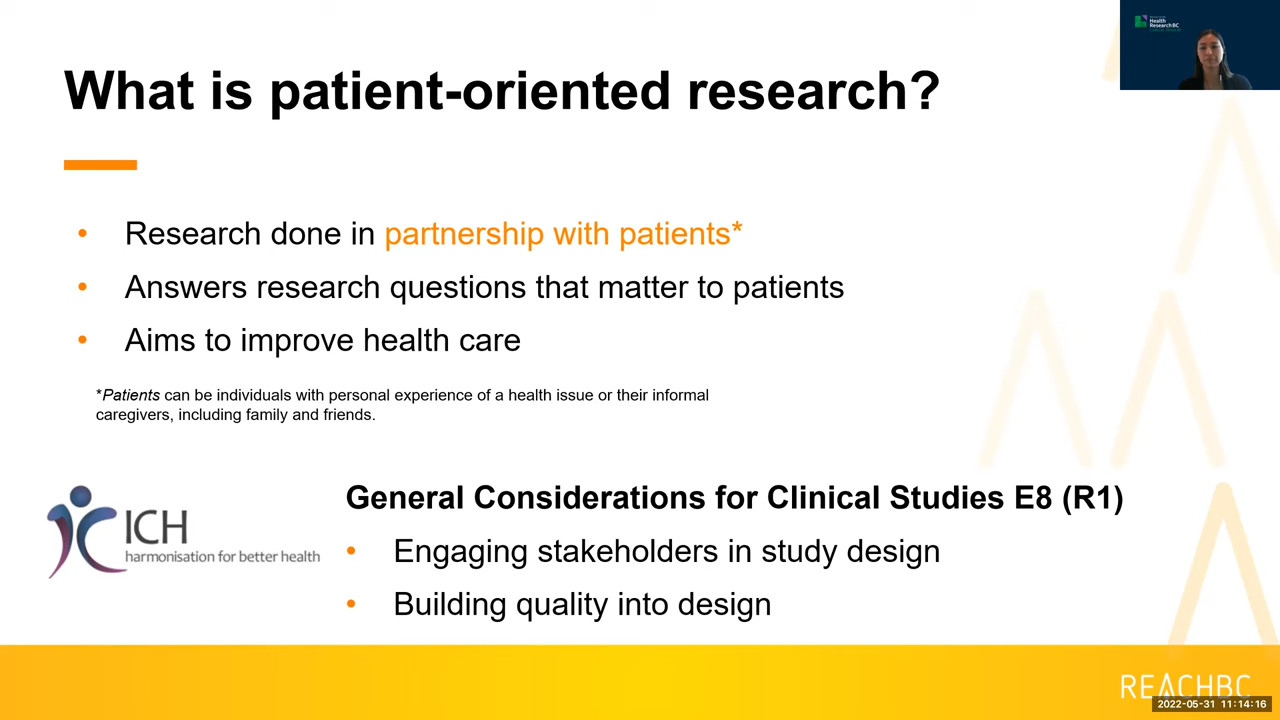 What is patient-oriented research?
Health
Research BC
• Research done in partnership with patients*
• Answers research questions that matter to patients
• Aims to improve health care
*Patients can be individuals with personal experience of a health issue or their informal
caregivers, including family and friends.
ICH
harmonisation for better health
General Considerations for Clinical Studies E8 (R1)
• Engaging stakeholders in study design
• Building quality into design
REACHBC
2022-05-31 11:14:16